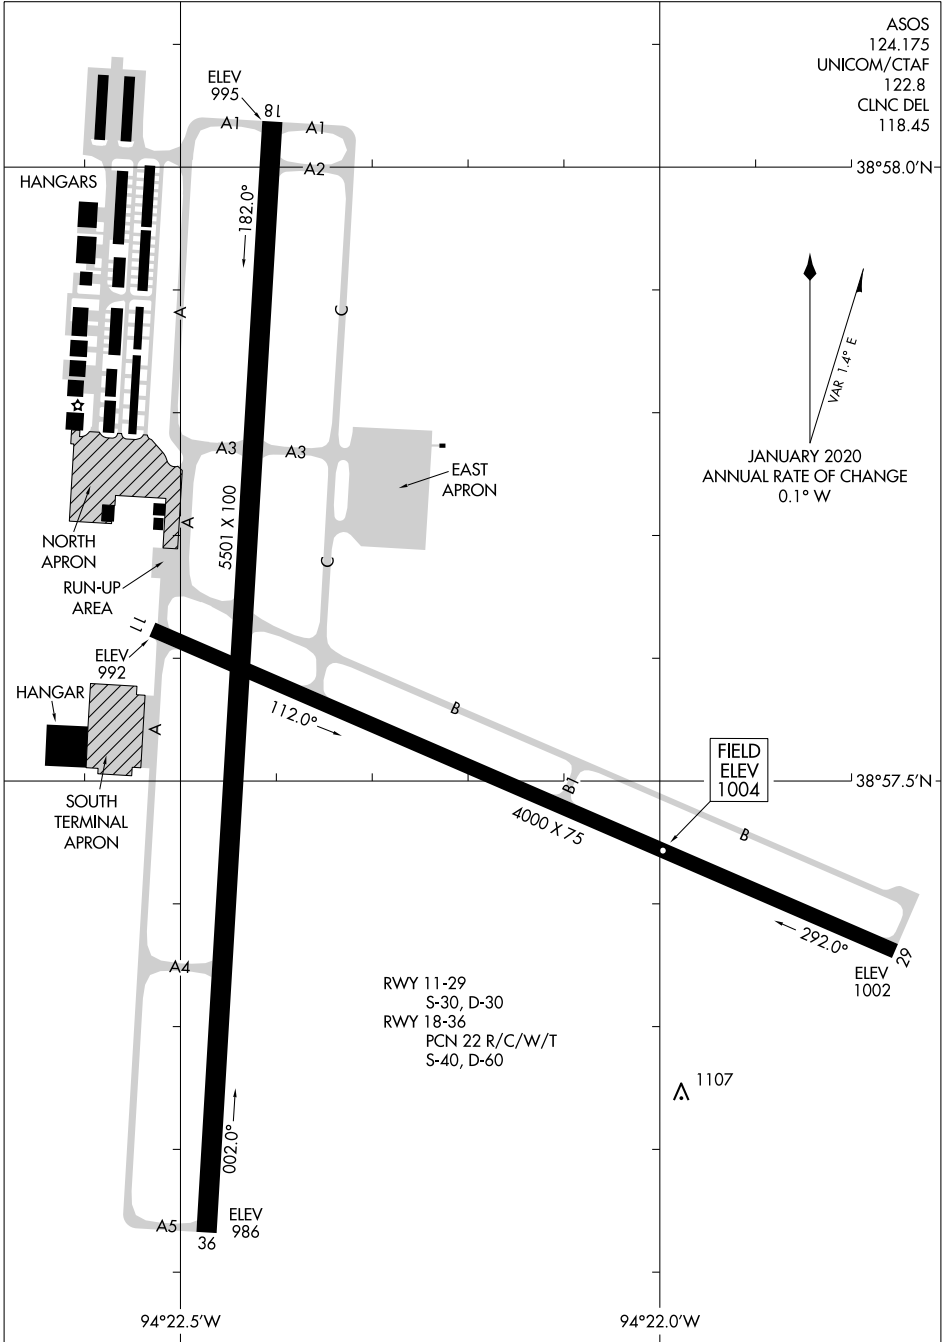 ASOS
124.175
UNICOM/CTAF
122.8
CLNC DEL
118.45
ELEV
995
18
A1
A1
A2
38°58.0'N
HANGARS
182.0°
VAR 1.4° E
A
C
JANUARY 2020
ANNUAL RATE OF CHANGE
0.1° W
A3
A3
EAST
APRON
5501 X 100
A
NORTH
APRON
C
RUN-UP
AREA
11
ELEV
992
HANGAR
A
112.0°
B
FIELD
ELEV
1004
38°57.5'N
B1
SOUTH
TERMINAL
APRON
4000 X 75
B
292.0°
29
ELEV
1002
A4
RWY 11-29
S-30, D-30
RWY 18-36
PCN 22 R/C/W/T
S-40, D-60
1107
002.0°
A5
ELEV
986
36
94°22.5'W
94°22.0'W